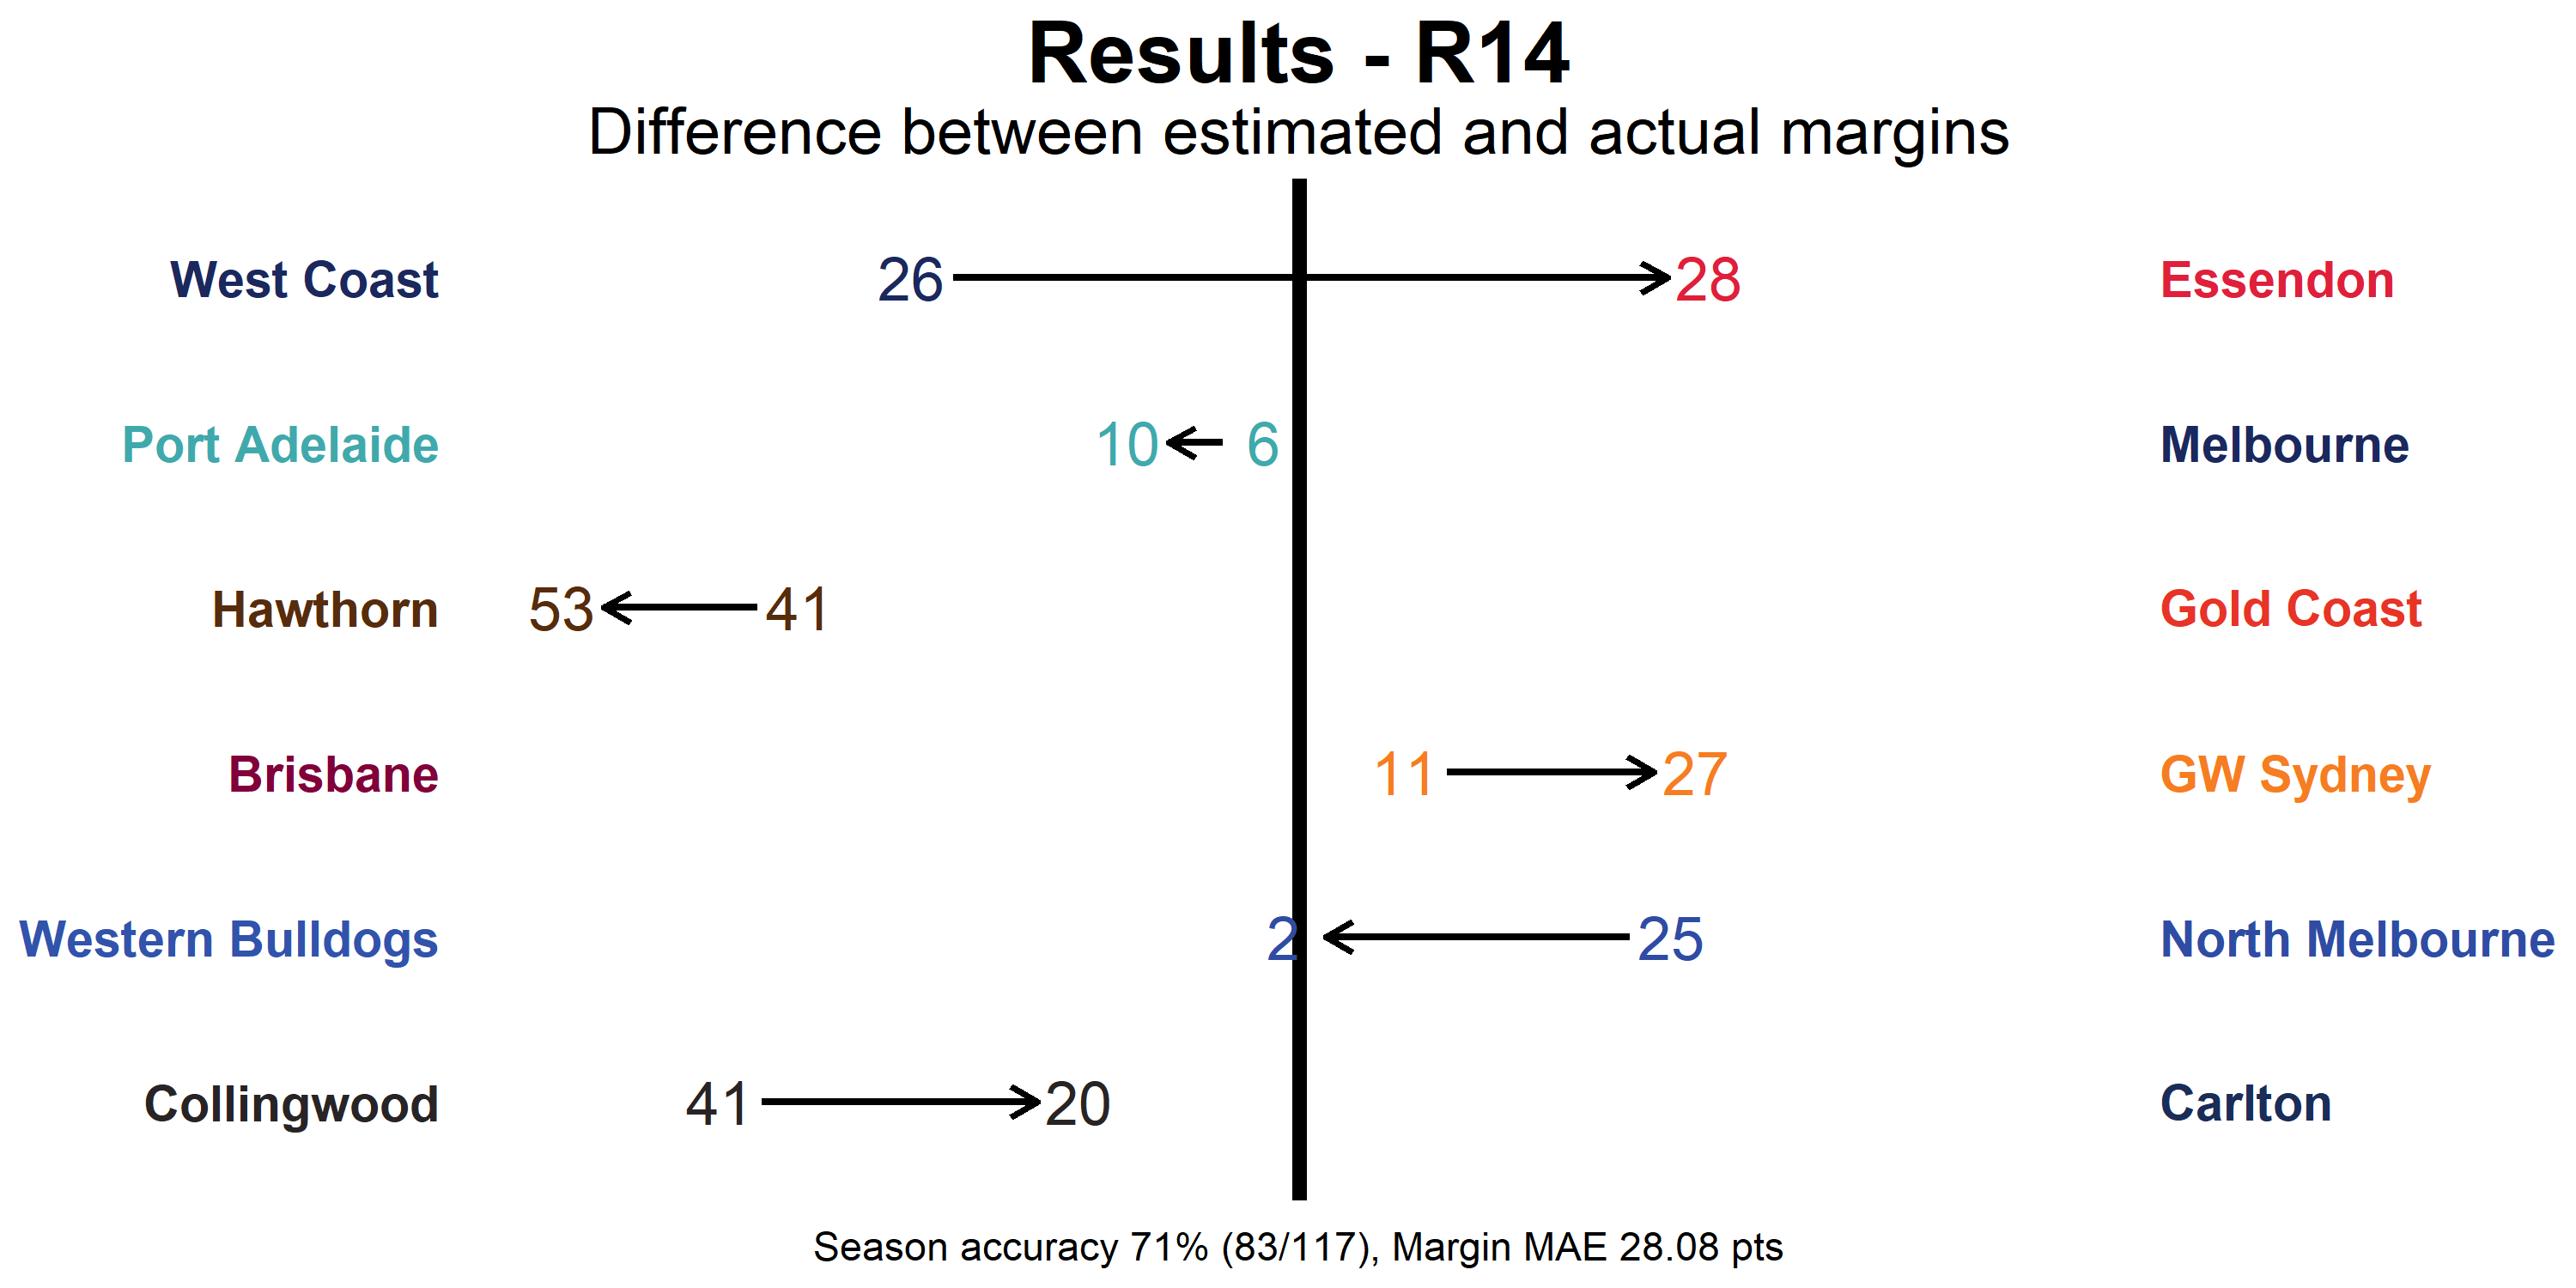 Results - R14
Difference between estimated and actual margins
West Coast 26 28 Essendon
Port Adelaide 10 6 Melbourne
Hawthorn 53 41 Gold Coast
Brisbane 11 27 GW Sydney
Western Bulldogs 2 25 North Melbourne
Collingwood 41 20 Carlton
Season accuracy 71% (83/117), Margin MAE 28.08 pts